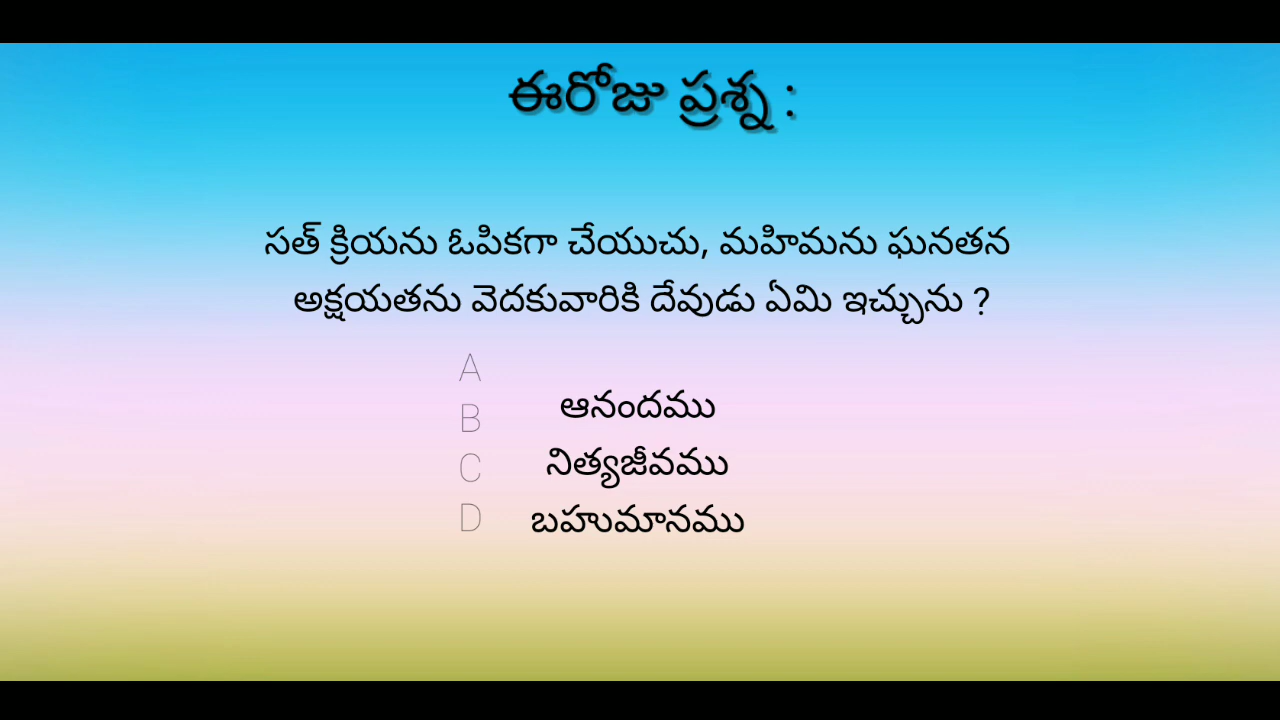 ఈరోజు ప్రశ్న :
సత్ క్రియను ఓపికగా చేయుచు, మహిమను ఘనతన
అక్షయతను వెదకువారికి దేవుడు ఏమి ఇచ్చును ?
A
ఆనందము
B
నిత్యజీవము
C
బహుమానము
D